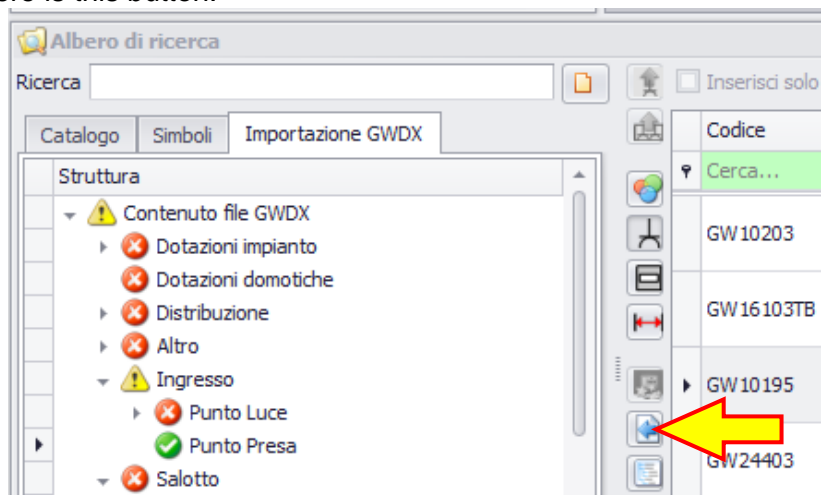 Albero di ricerca
Ricerca
Inserisci solo
Catalogo
Simboli
Importazione GWDX
Codice
Struttura
Cerca...
Contenuto file GWDX
Dotazioni impianto
GW10203
Dotazioni domotiche
Distribuzione
GW16103TB
Altro
Ingresso
GW10195
Punto Luce
Punto Presa
GW24403
Salotto